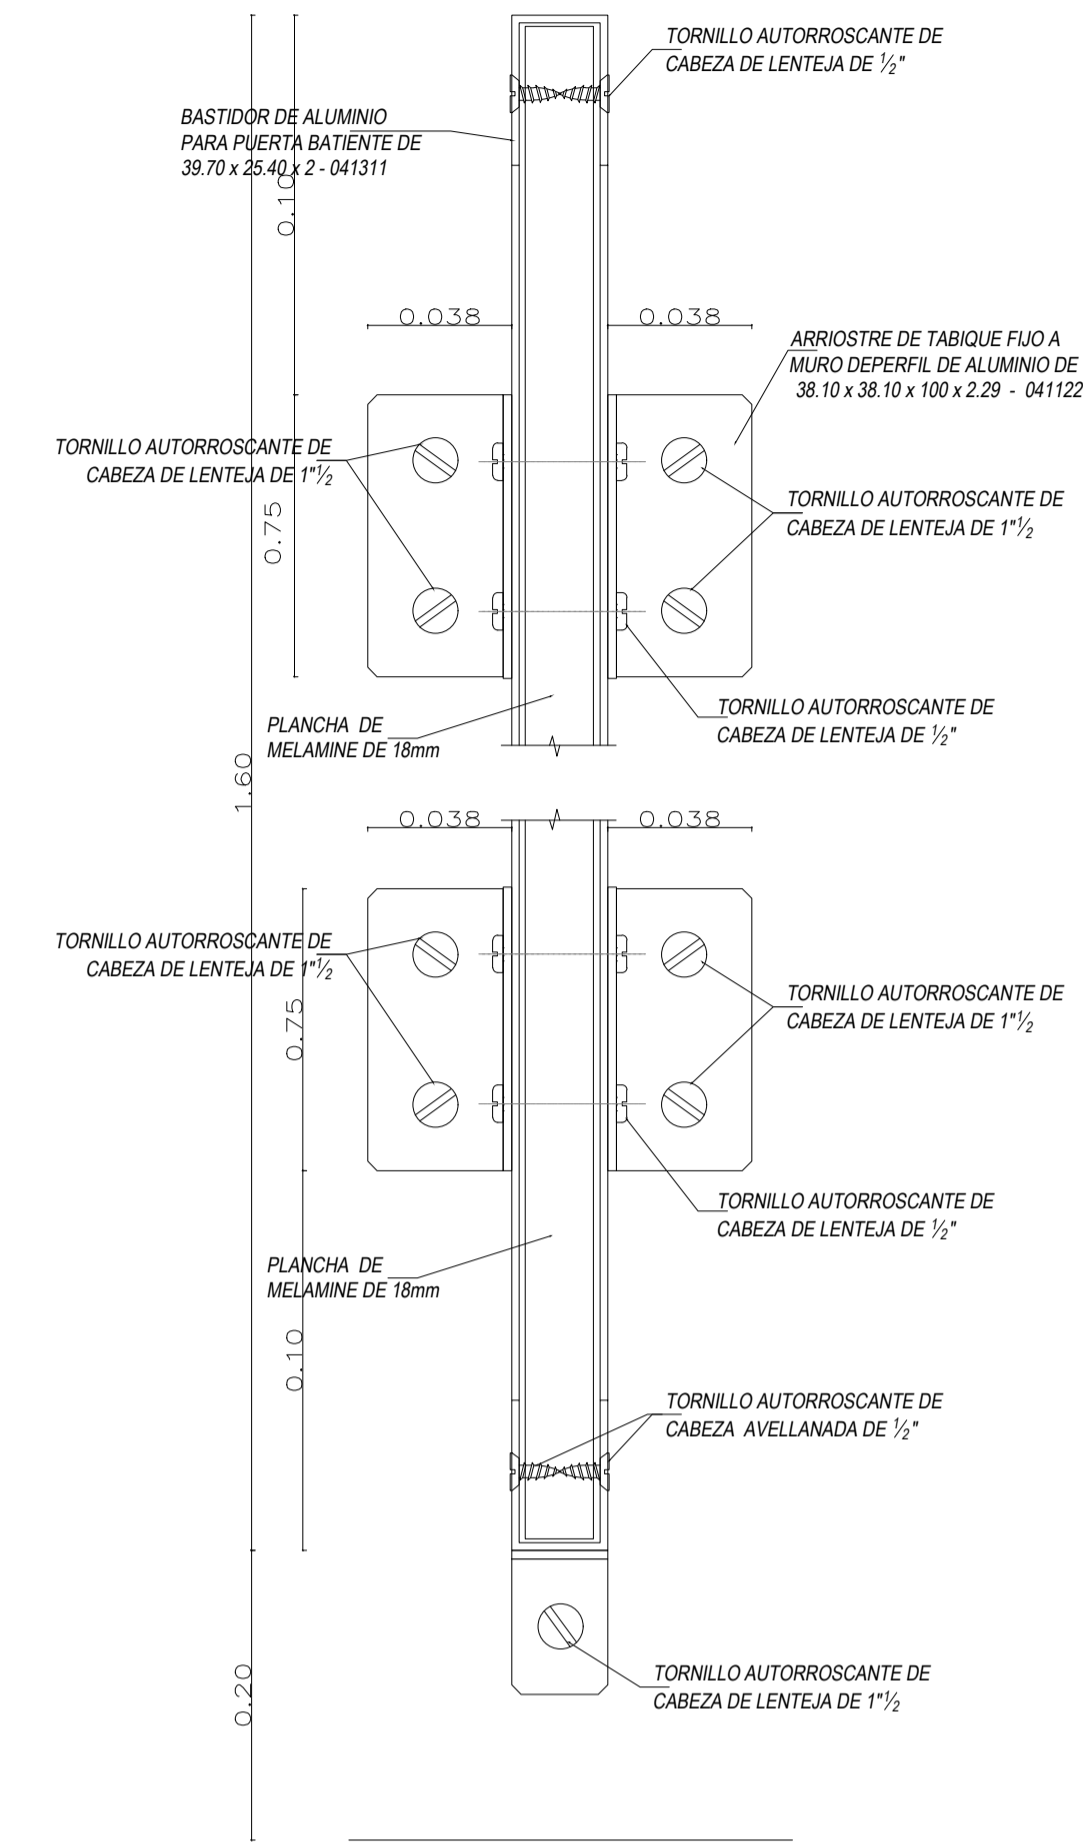 TORNILLO AUTORROSCANTE DE
CABEZA DE LENTEJA DE 1/2"
BASTIDOR DE ALUMINIO
PARA PUERTA BATIENTE DE
39.70 x 25.40 x 2 - 041311
0.10
0.038
0.038
ARRIOSTRE DE TABIQUE FIJO A
MURO DEPERFIL DE ALUMINIO DE
38.10 x 38.10 x 100 x 2.29 - 041122
TORNILLO AUTORROSCANTE DE
CABEZA DE LENTEJA DE 1"1/2
TORNILLO AUTORROSCANTE DE
CABEZA DE LENTEJA DE 1"1/2
0.75
TORNILLO AUTORROSCANTE DE
CABEZA DE LENTEJA DE 1/2"
PLANCHA DE
MELAMINE DE 18mm
1.60
0.038
0.038
TORNILLO AUTORROSCANTE DE
CABEZA DE LENTEJA DE 1"1/2
TORNILLO AUTORROSCANTE DE
CABEZA DE LENTEJA DE 1"1/2
0.75
TORNILLO AUTORROSCANTE DE
CABEZA DE LENTEJA DE 1/2"
PLANCHA DE
MELAMINE DE 18mm
0.10
TORNILLO AUTORROSCANTE DE
CABEZA AVELLANADA DE 1/2"
0.20
TORNILLO AUTORROSCANTE DE
CABEZA DE LENTEJA DE 1"1/2